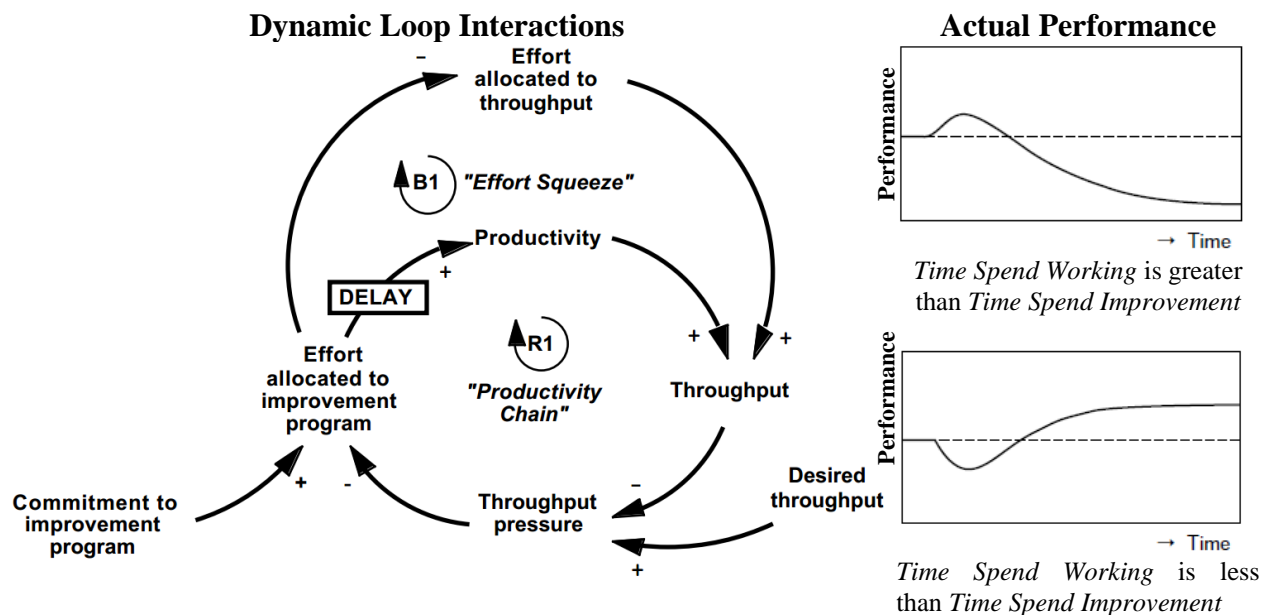 Dynamic Loop Interactions
–
Effort
allocated to
throughput
B1
"Effort Squeeze"
Productivity
+
DELAY
R1
"Productivity
Chain"
+
+
Effort
allocated to
improvement
program
Throughput
+
-
–
Commitment to
improvement
program
Throughput
pressure
Desired
throughput
+
Actual Performance
Performance
→ Time
Time Spend Working is greater
than Time Spend Improvement
Performance
→ Time
Time Spend Working is less
than Time Spend Improvement